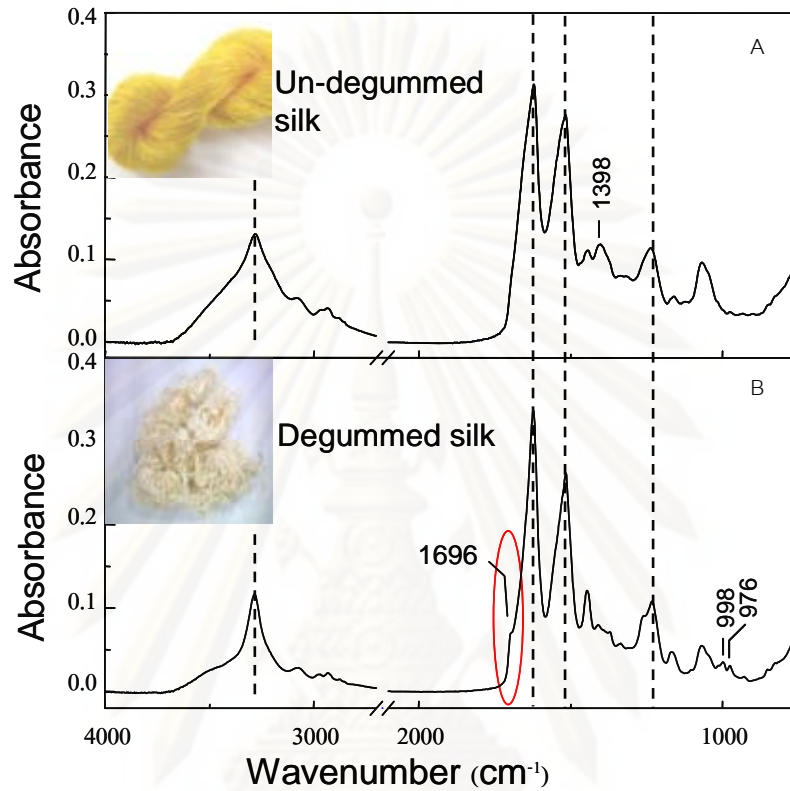 0.4
A
0.3
Un-degummed
silk
0.2
1398
0.1
0.0
Absorbance
0.4
B
0.3
Degummed silk
0.2
1696
998
976
0.1
0.0
Absorbance
4000
3000
2000
1000
Wavenumber (cm⁻¹)